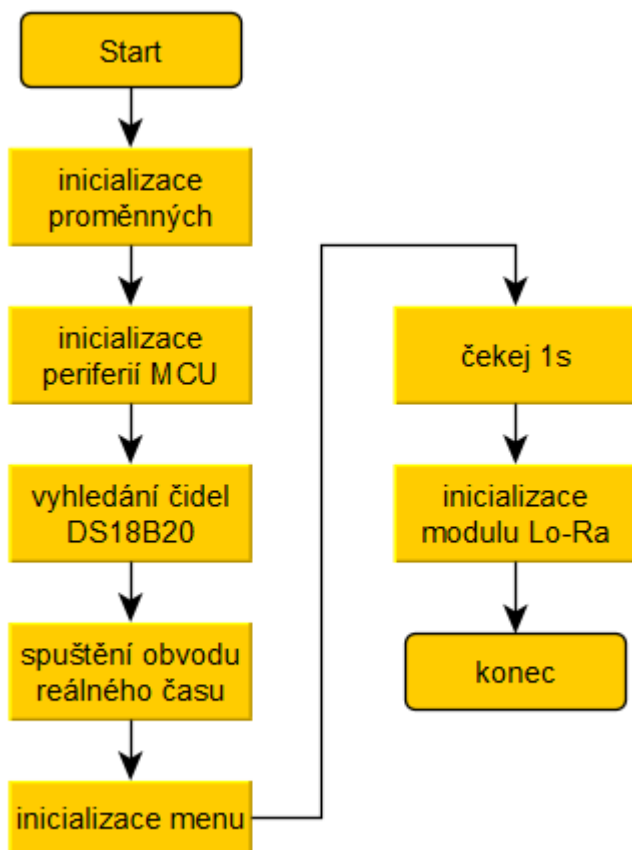 Start
inicializace
proměnných
inicializace
periferií MCU
vyhledání čidel
DS18B20
spuštění obvodu
reálného času
inicializace menu
čekej 1s
inicializace
modulu Lo-Ra
konec